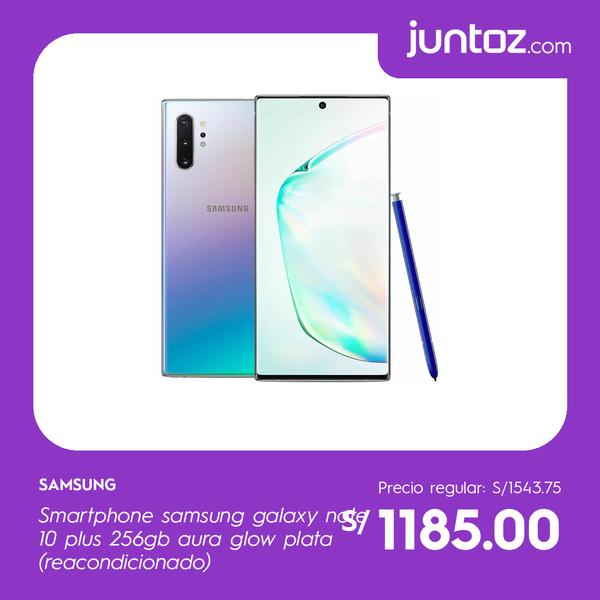 juntoz.com
SAMSUNG
SAMSUNG
Precio regular: S/1543.75
Smartphone samsung galaxy note
10 plus 256gb aura glow plata
(reacondicionado)
S/ 1185.00